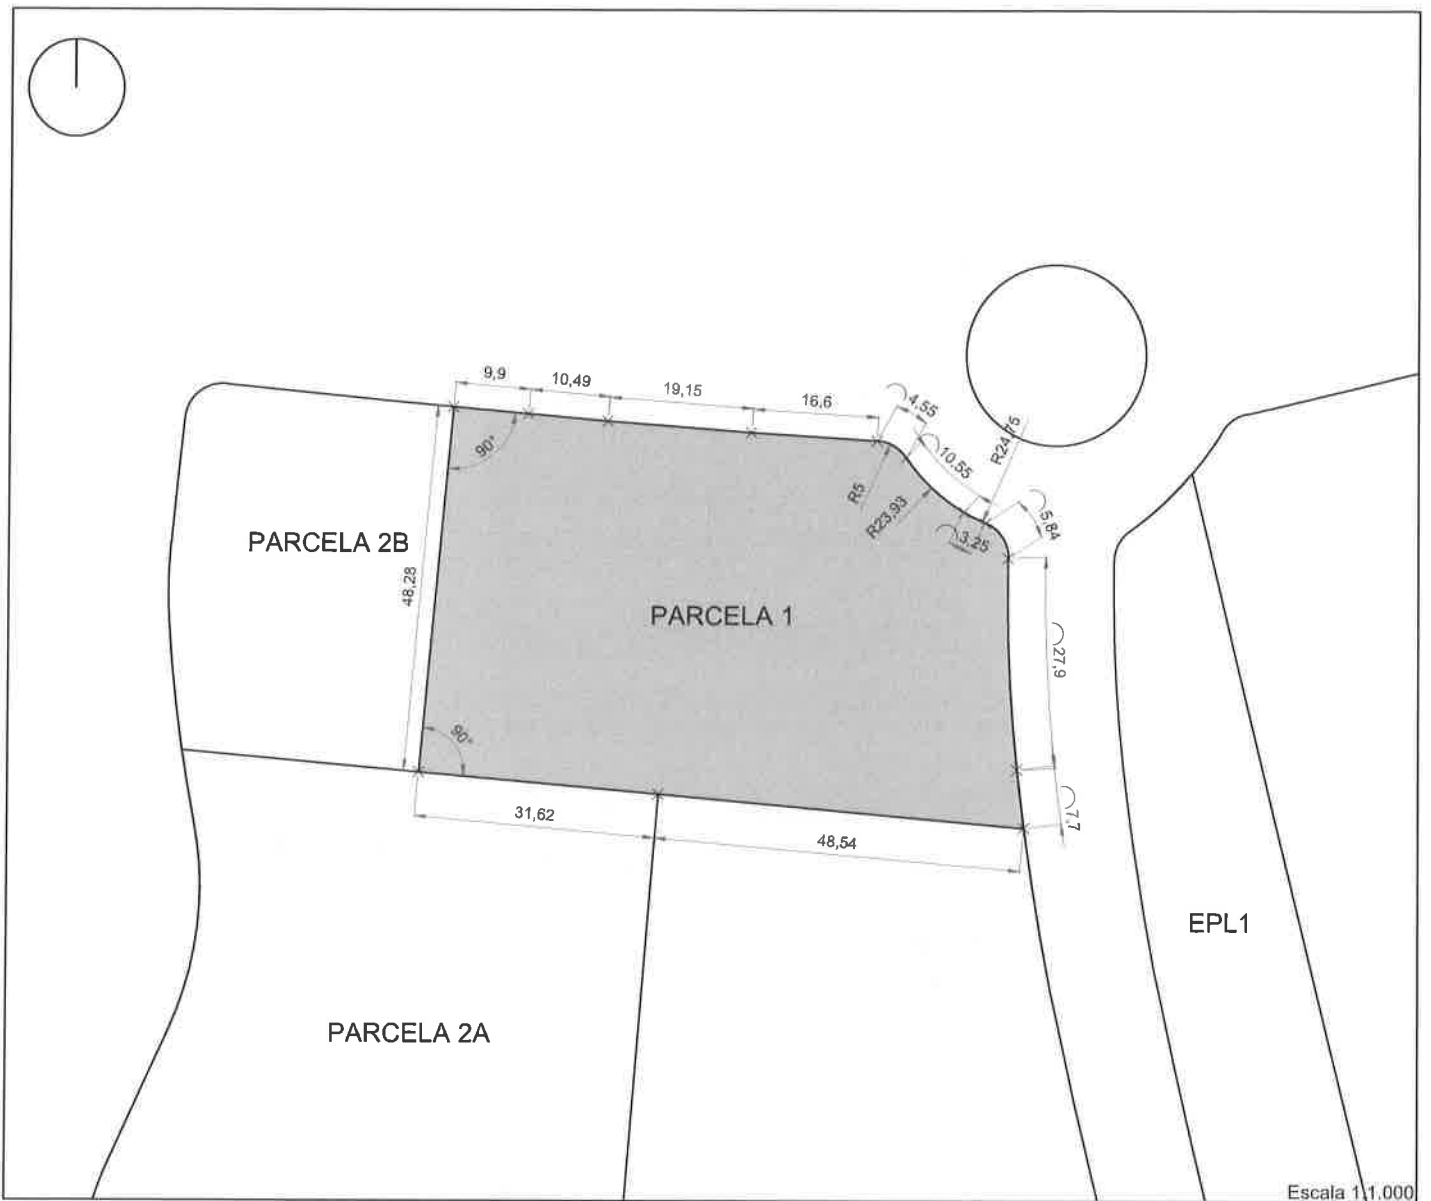 9,9
10,49
19,15
16,6
4,55
10,55
R24,75
90°
R5
R23,93
3,25
5,84
PARCELA 2B
48,28
PARCELA 1
27,9
90°
7,7
31,62
48,54
EPL1
PARCELA 2A
Escala 1:1.000